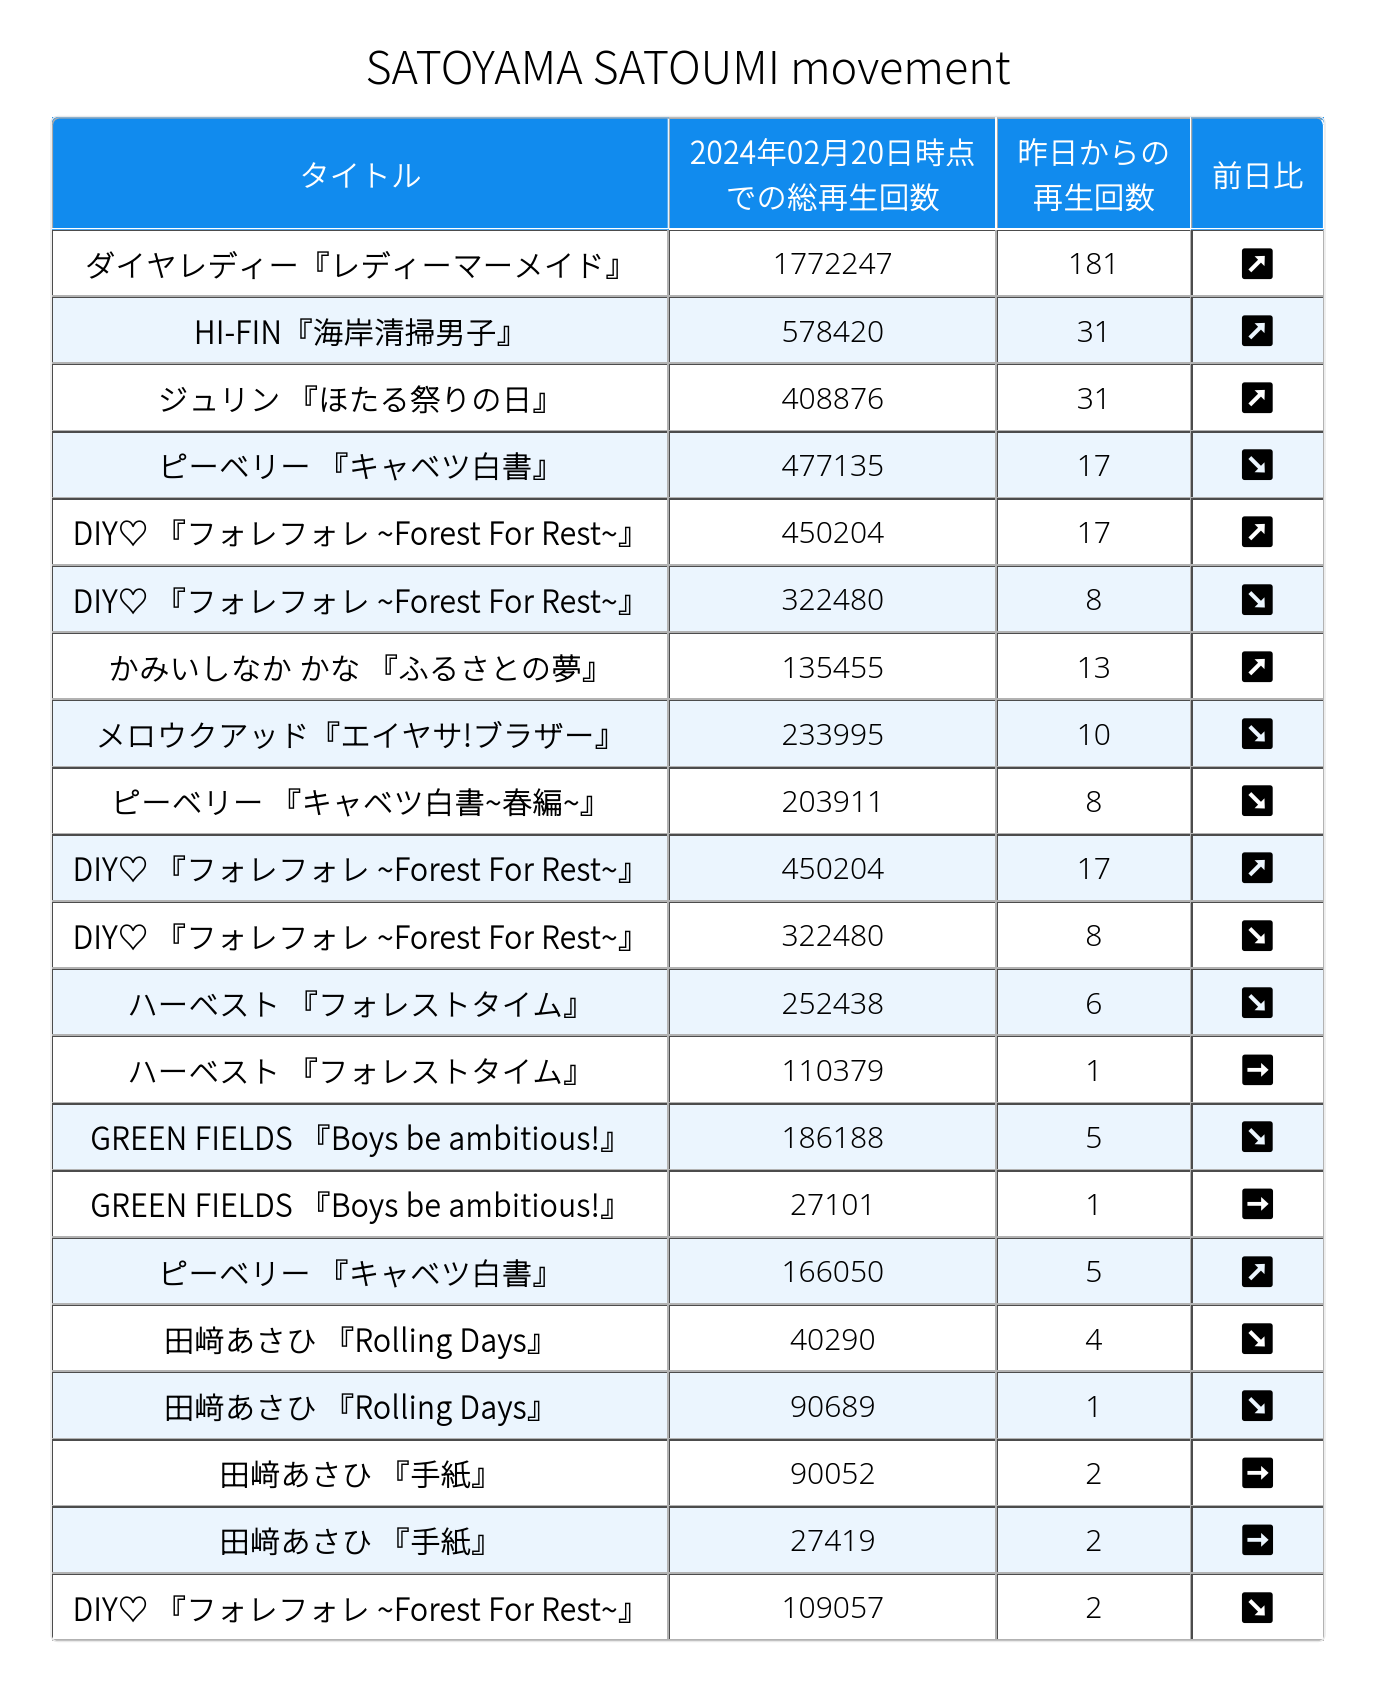 SATOYAMA SATOUMI movement
タイトル 2024年02月20日時点での総再生回数 昨日からの再生回数 前日比
ダイヤレディー『レディーマーメイド』 1772247 181 ↗
HI-FIN『海岸清掃男子』 578420 31 ↗
ジュリン 『ほたる祭りの日』 408876 31 ↗
ピーベリー 『キャベツ白書』 477135 17 ↘
DIY♡ 『フォレフォレ ~Forest For Rest~』 450204 17 ↗
DIY♡ 『フォレフォレ ~Forest For Rest~』 322480 8 ↘
かみいしなか かな 『ふるさとの夢』 135455 13 ↗
メロウクアッド『エイヤサ!ブラザー』 233995 10 ↘
ピーベリー 『キャベツ白書~春編~』 203911 8 ↘
DIY♡ 『フォレフォレ ~Forest For Rest~』 450204 17 ↗
DIY♡ 『フォレフォレ ~Forest For Rest~』 322480 8 ↘
ハーベスト 『フォレストタイム』 252438 6 ↘
ハーベスト 『フォレストタイム』 110379 1 →
GREEN FIELDS 『Boys be ambitious!』 186188 5 ↘
GREEN FIELDS 『Boys be ambitious!』 27101 1 →
ピーベリー 『キャベツ白書』 166050 5 ↗
田﨑あさひ 『Rolling Days』 40290 4 ↘
田﨑あさひ 『Rolling Days』 90689 1 ↘
田﨑あさひ 『手紙』 90052 2 →
田﨑あさひ 『手紙』 27419 2 →
DIY♡ 『フォレフォレ ~Forest For Rest~』 109057 2 ↘